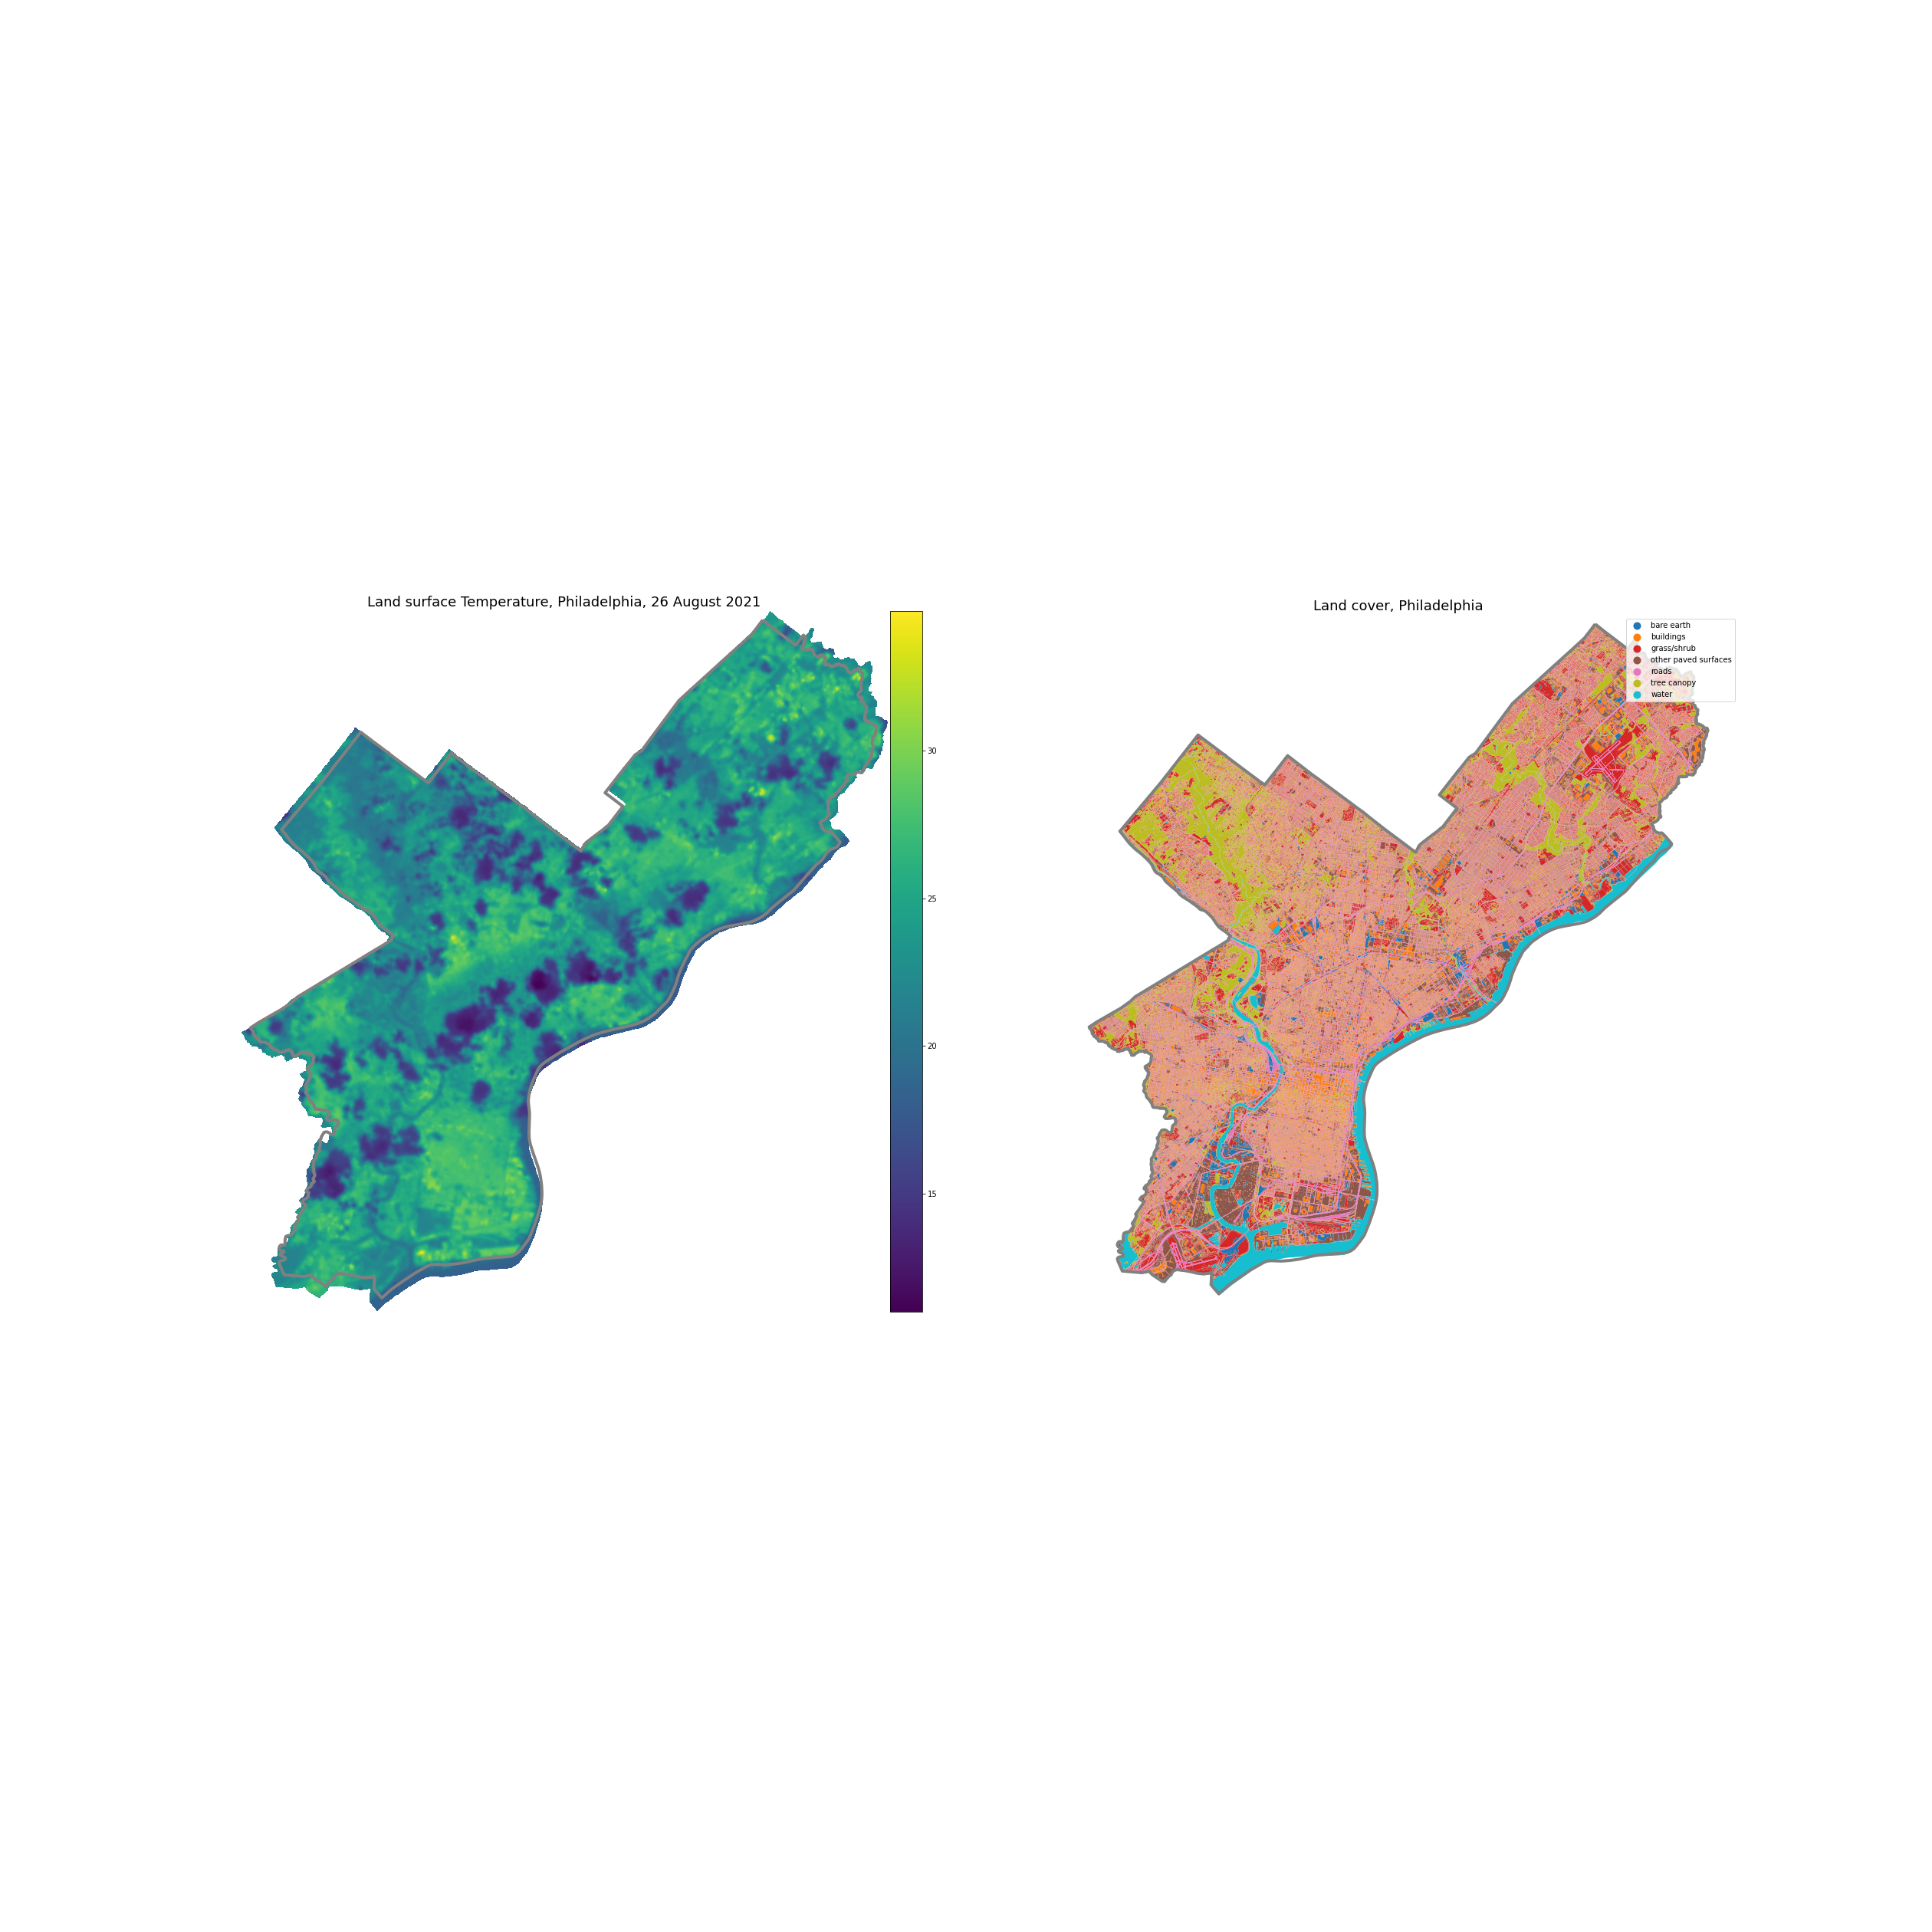 Land surface Temperature, Philadelphia, 26 August 2021
30
25
20
15
Land cover, Philadelphia
bare earth
buildings
grass/shrub
other paved surfaces
roads
tree canopy
water